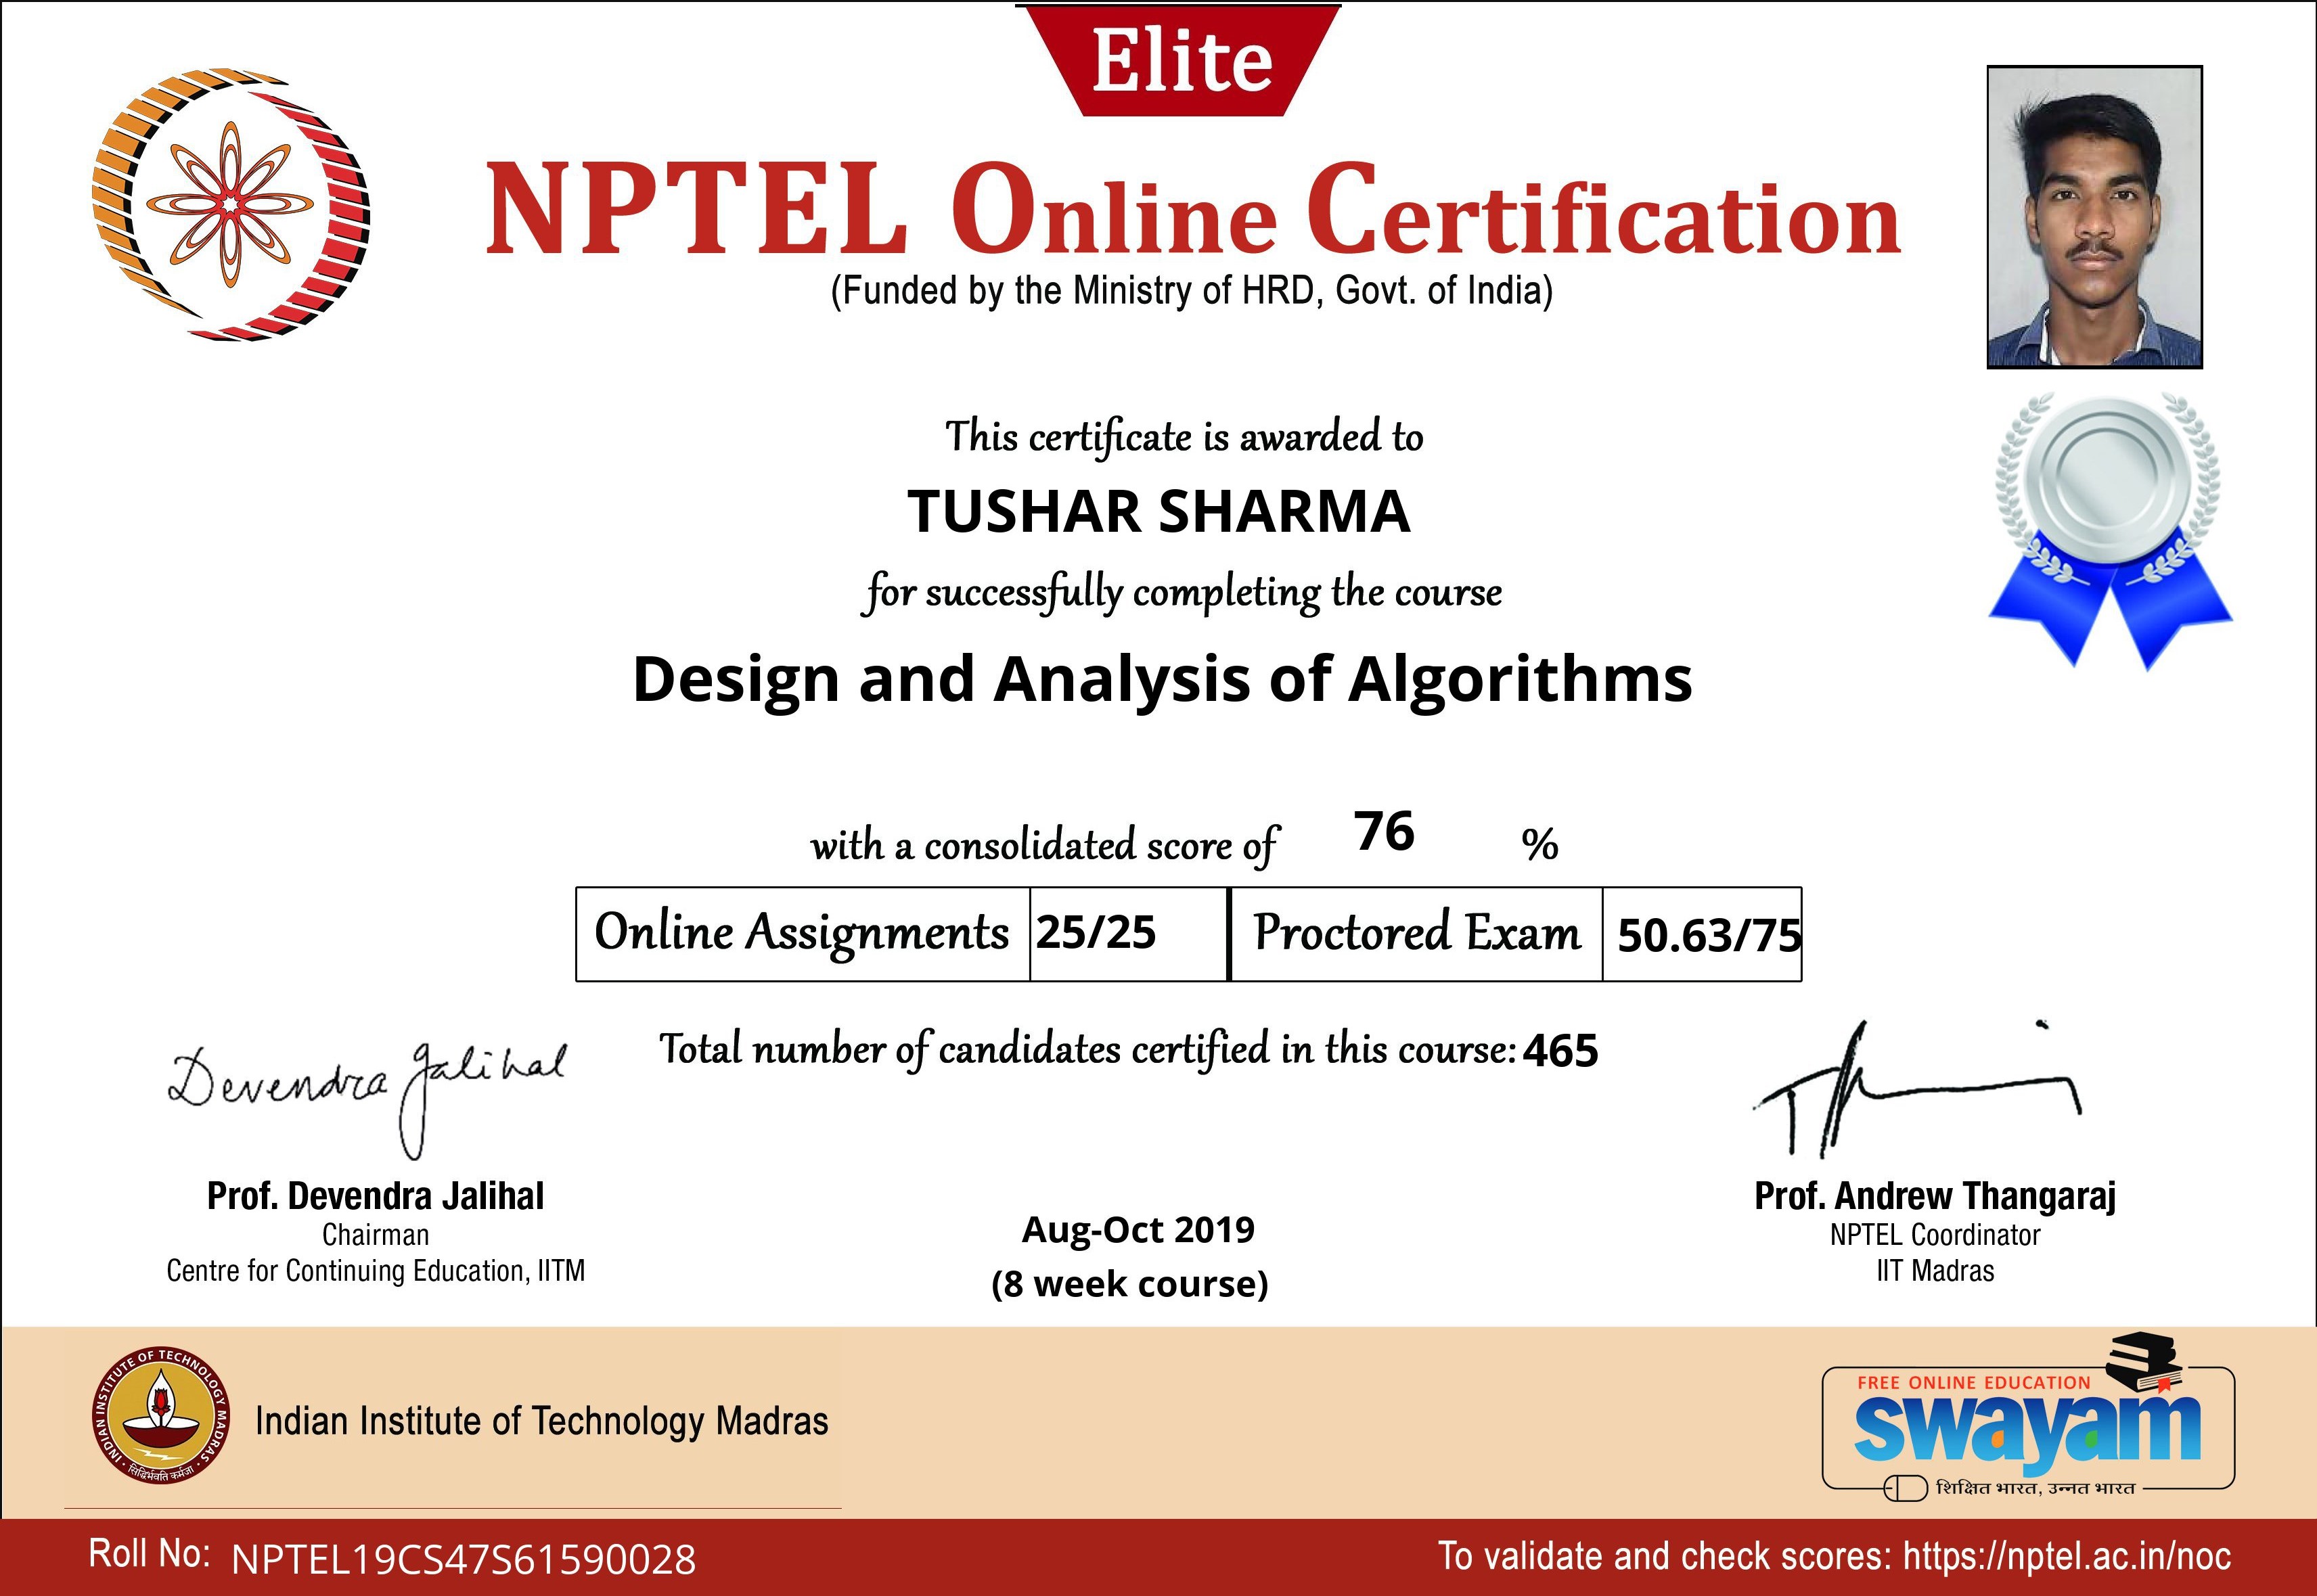 Elite
NPTEL Online Certification
(Funded by the Ministry of HRD, Govt. of India)
This certificate is awarded to
TUSHAR SHARMA
for successfully completing the course
Design and Analysis of Algorithms
with a consolidated score of 76 %
Online Assignments 25/25 Proctored Exam 50.63/75
Total number of candidates certified in this course: 465
Devendra Jalihal
Prof. Devendra Jalihal
Chairman
Centre for Continuing Education, IITM
Aug-Oct 2019
(8 week course)
Prof. Andrew Thangaraj
NPTEL Coordinator
IIT Madras
INDIAN INSTITUTE OF TECHNOLOGY MADRAS
सिद्धिर्भवति कर्मजा
Indian Institute of Technology Madras
FREE ONLINE EDUCATION
swayam
शिक्षित भारत, उन्नत भारत
Roll No: NPTEL19CS47S61590028
To validate and check scores: https://nptel.ac.in/noc